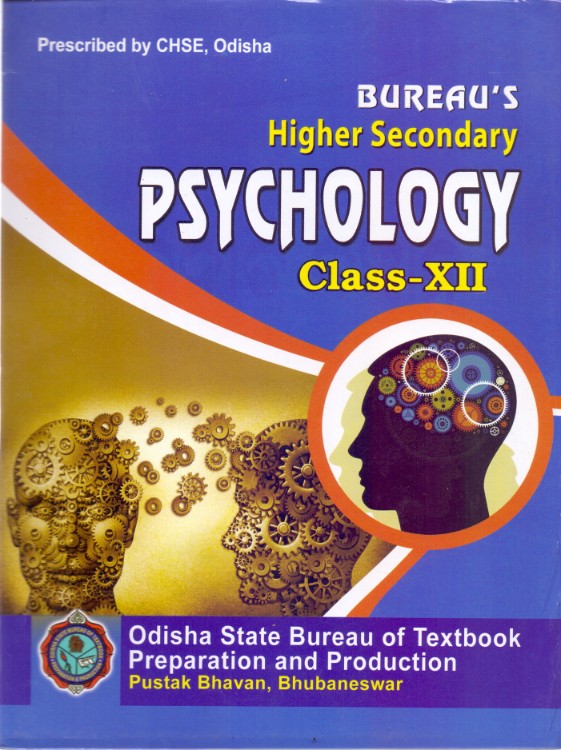 Prescribed by CHSE, Odisha
BUREAU'S
Higher Secondary
PSYCHOLOGY
Class-XII
Odisha State Bureau of Textbook
Preparation and Production
Pustak Bhavan, Bhubaneswar